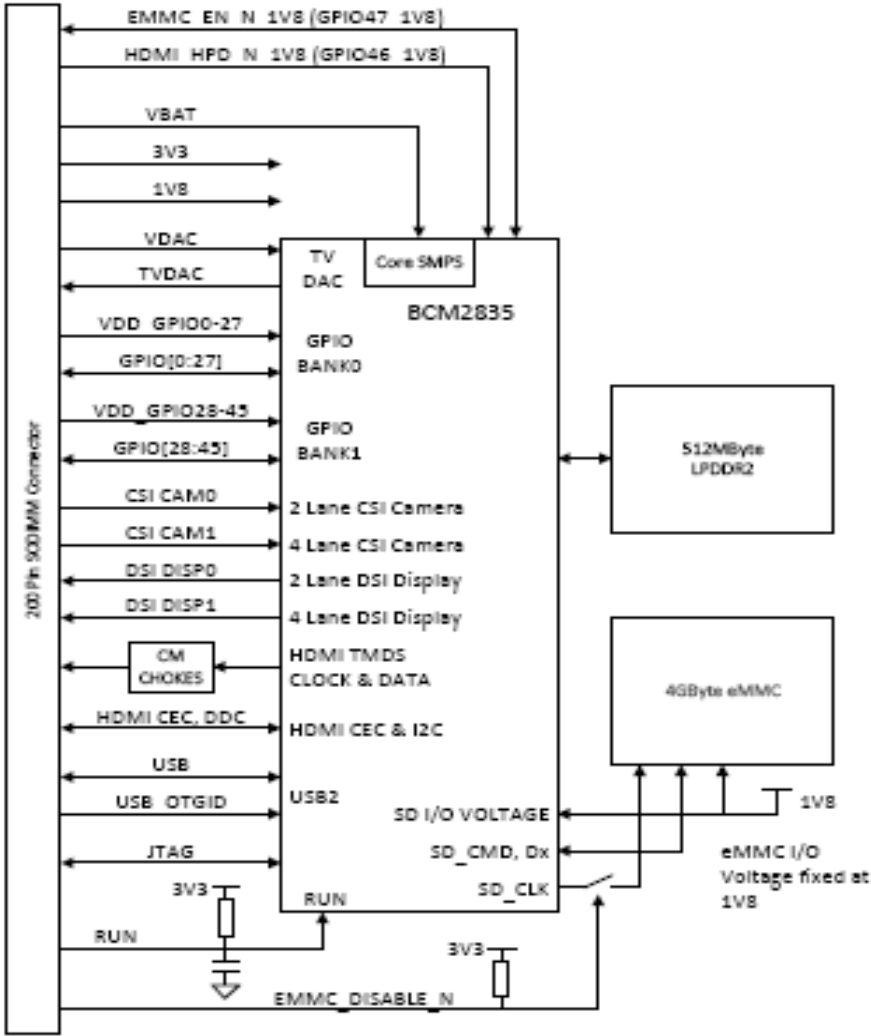 EMMC_EN_N_1V8 (GPIO47_1V8)
HDMI_HPD_N_1V8 (GPIO46_1V8)
VBAT
3V3
1V8
VDAC
TVDAC
TV
DAC
Core SMPS
BCM2835
VDD_GPIO0-27
GPIO[0:27]
GPIO
BANK0
VDD_GPIO28-45
GPIO[28:45]
GPIO
BANK1
200 Pin SODIMM Connector
512MByte
LPDDR2
CSI CAM0
2 Lane CSI Camera
CSI CAM1
4 Lane CSI Camera
DSI DISP0
2 Lane DSI Display
DSI DISP1
4 Lane DSI Display
CM
CHOKES
HDMI TMDS
CLOCK & DATA
4GByte eMMC
HDMI CEC, DDC
HDMI CEC & I2C
USB
USB_OTGID
USB2
SD I/O VOLTAGE
1V8
JTAG
SD_CMD, Dx
eMMC I/O
Voltage fixed at
1V8
SD_CLK
3V3
RUN
RUN
3V3
EMMC_DISABLE_N